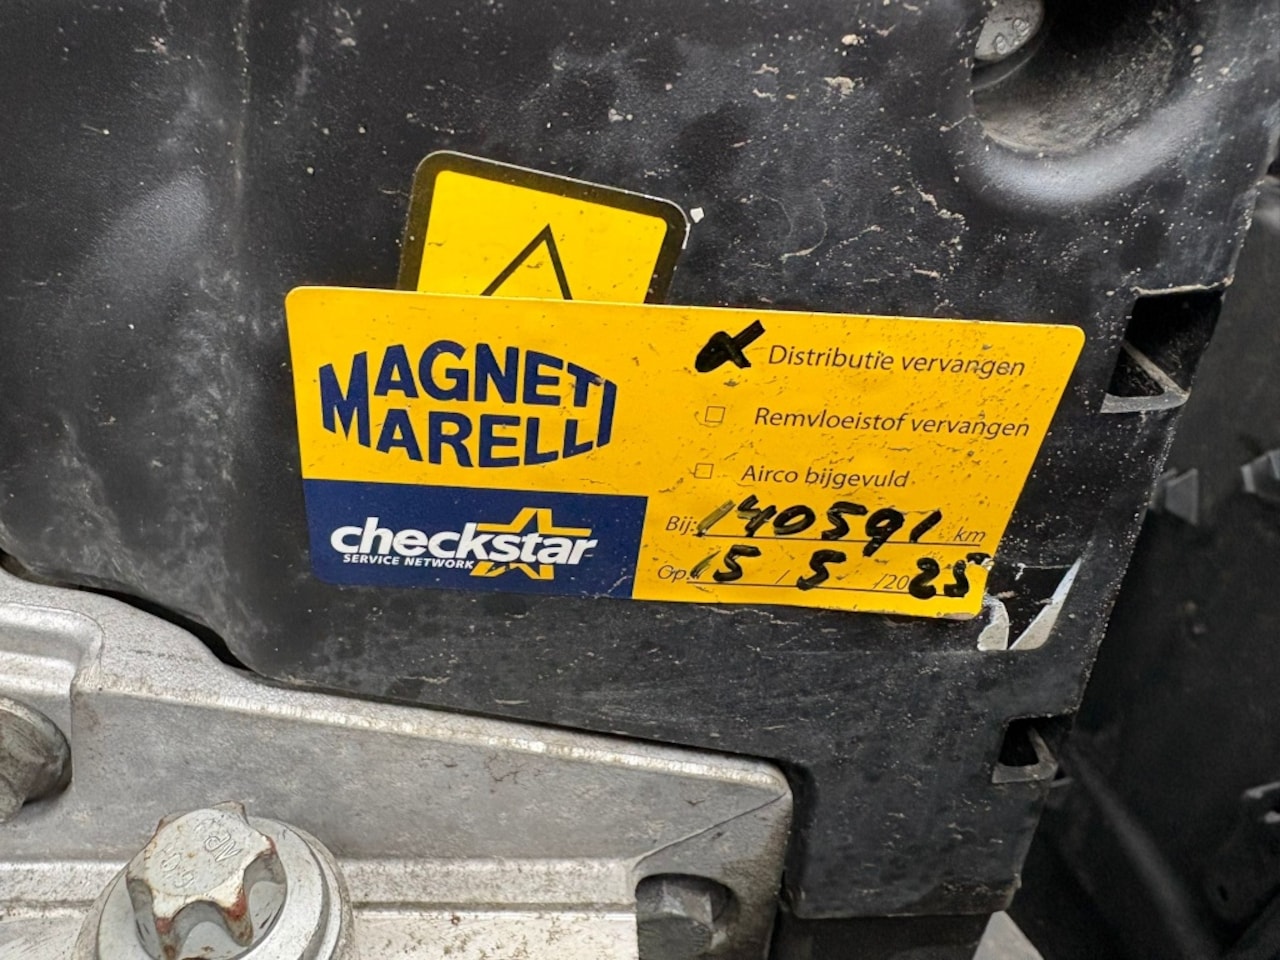 MAGNETI
MARELLI
checkstar
SERVICE NETWORK
Distributie vervangen
Remvloeistof vervangen
Airco bijgevuld
Bij: 140591 km
Op: 15 / 5 /2025